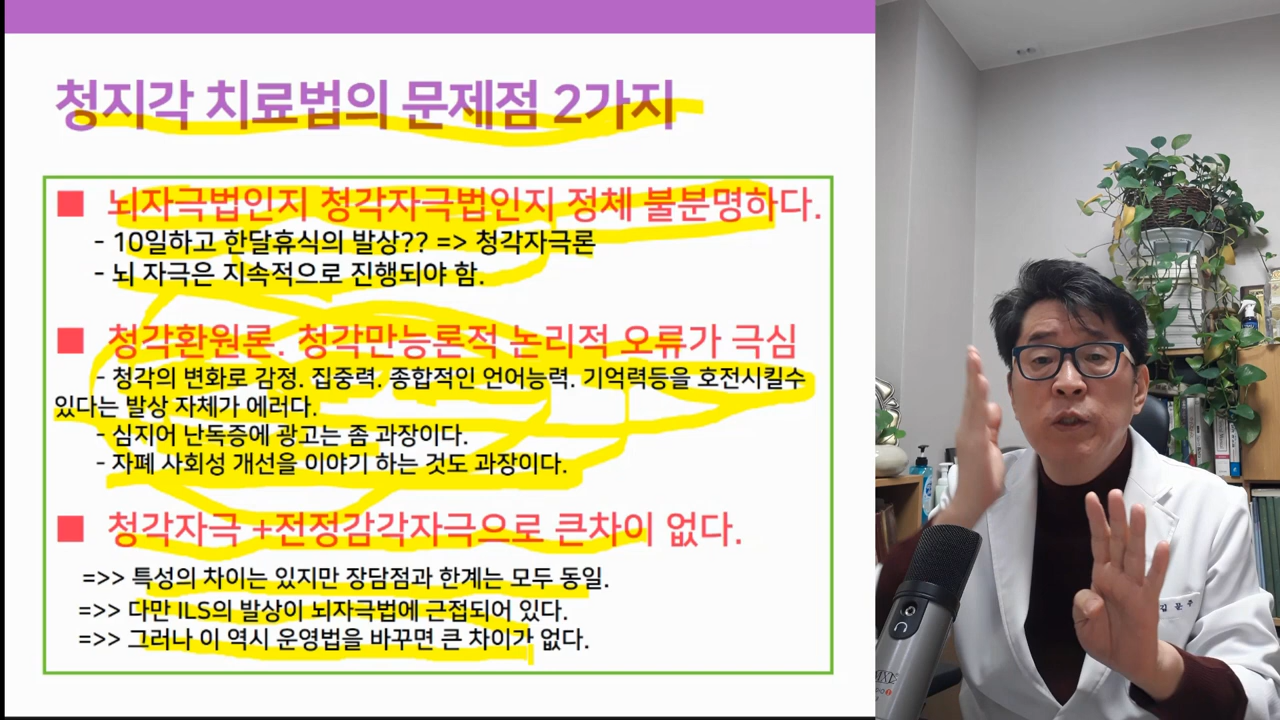 청지각 치료법의 문제점 2가지
■ 뇌자극법인지 청각자극법인지 정체 불분명하다.
- 10일하고 한달휴식의 발상?? => 청각자극론
- 뇌 자극은 지속적으로 진행되야 함.
■ 청각환원론. 청각만능론적 논리적 오류가 극심
- 청각의 변화로 감정. 집중력. 종합적인 언어능력. 기억력등을 호전시킬수
있다는 발상 자체가 에러다.
- 심지어 난독증에 광고는 좀 과장이다.
- 자폐 사회성 개선을 이야기 하는 것도 과장이다.
■ 청각자극 +전정감각자극으로 큰차이 없다.
=>> 특성의 차이는 있지만 장담점과 한계는 모두 동일.
=>> 다만 ILS의 발상이 뇌자극법에 근접되어 있다.
=>> 그러나 이 역시 운영법을 바꾸면 큰 차이가 없다.